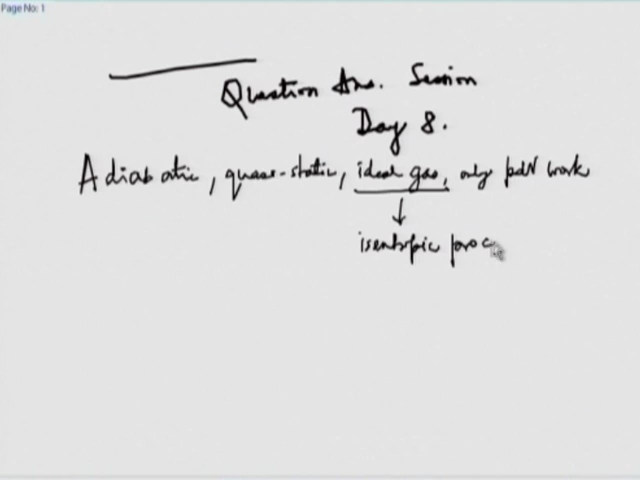 Page No: 1
Question Ans. Session
Day 8.
Adiabatic, quasi-static, ideal gas, only pdV work
isentropic proc